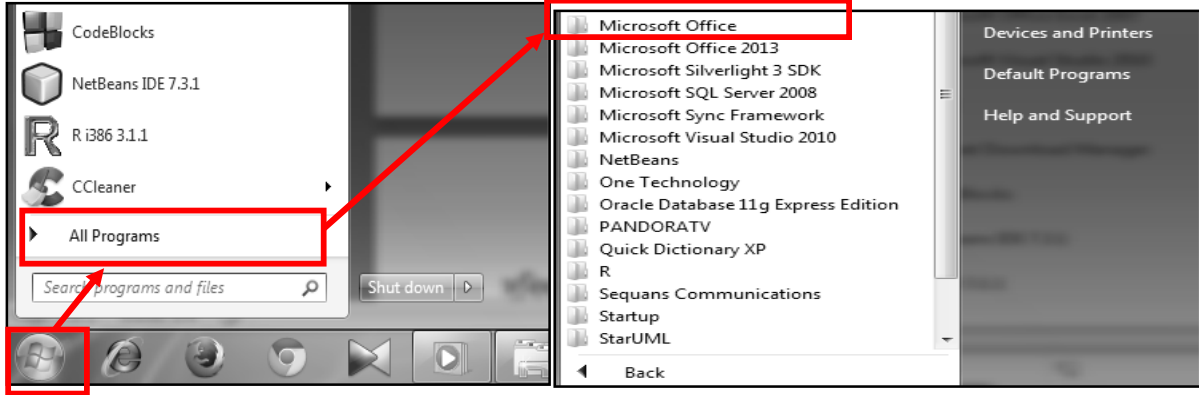 CodeBlocks
NetBeans IDE 7.3.1
R i386 3.1.1
CCleaner
All Programs
Search programs and files
Shut down
Microsoft Office
Microsoft Office 2013
Microsoft Silverlight 3 SDK
Microsoft SQL Server 2008
Microsoft Sync Framework
Microsoft Visual Studio 2010
NetBeans
One Technology
Oracle Database 11g Express Edition
PANDORATV
Quick Dictionary XP
R
Sequans Communications
Startup
StarUML
Back
Devices and Printers
Default Programs
Help and Support